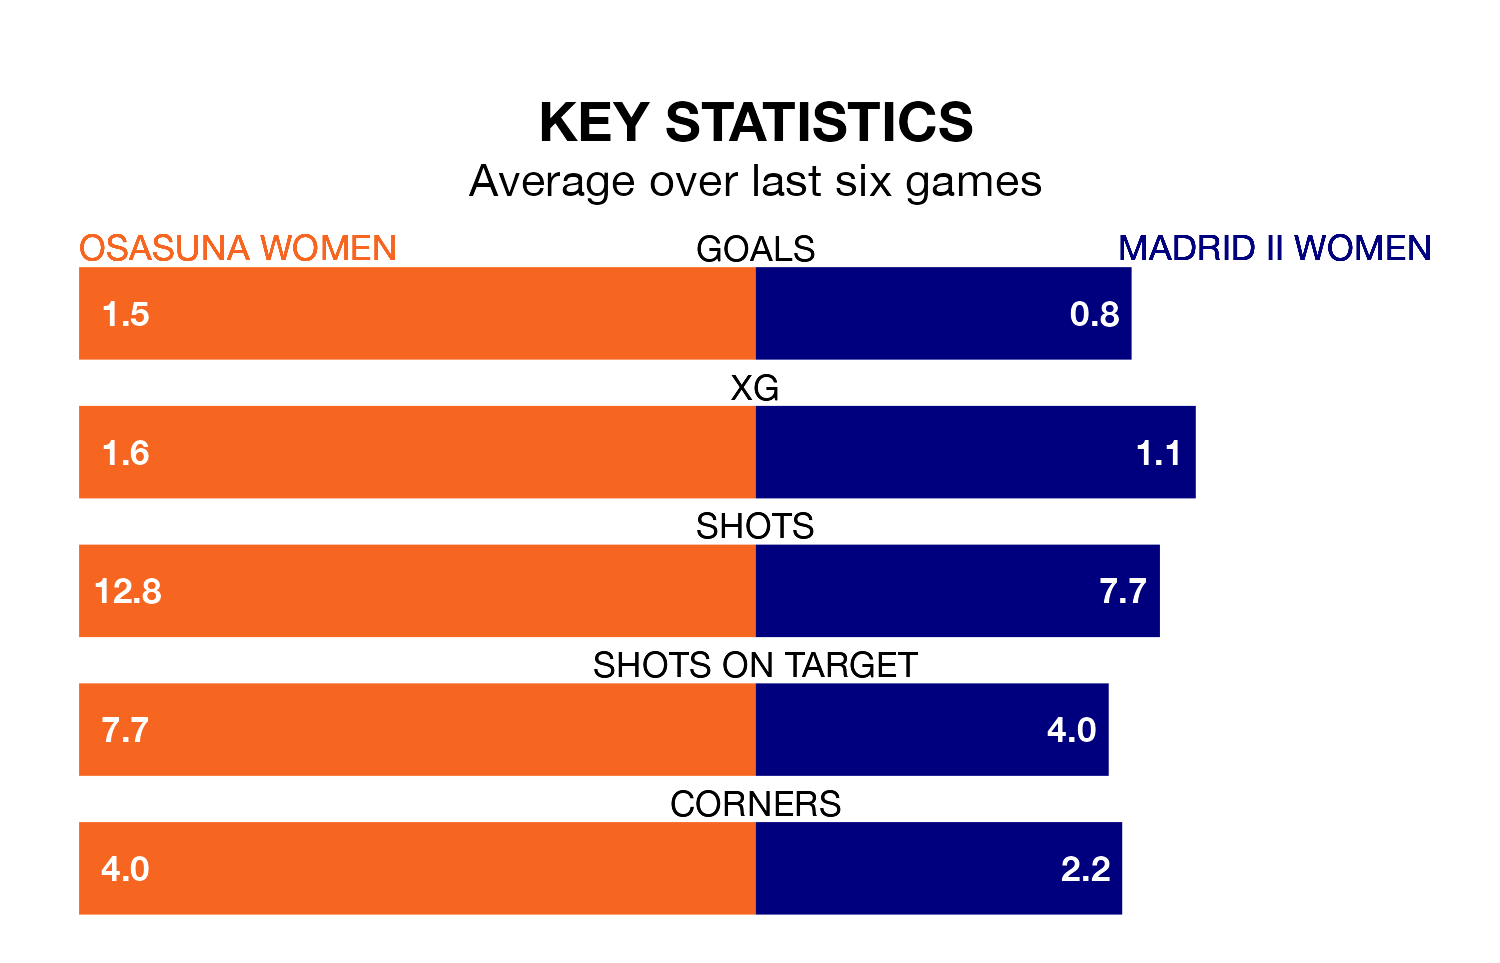 KEY STATISTICS
Average over last six games
OSASUNA WOMEN GOALS MADRID II WOMEN
1.5 0.8
XG
1.6 1.1
SHOTS
12.8 7.7
SHOTS ON TARGET
7.7 4.0
CORNERS
4.0 2.2